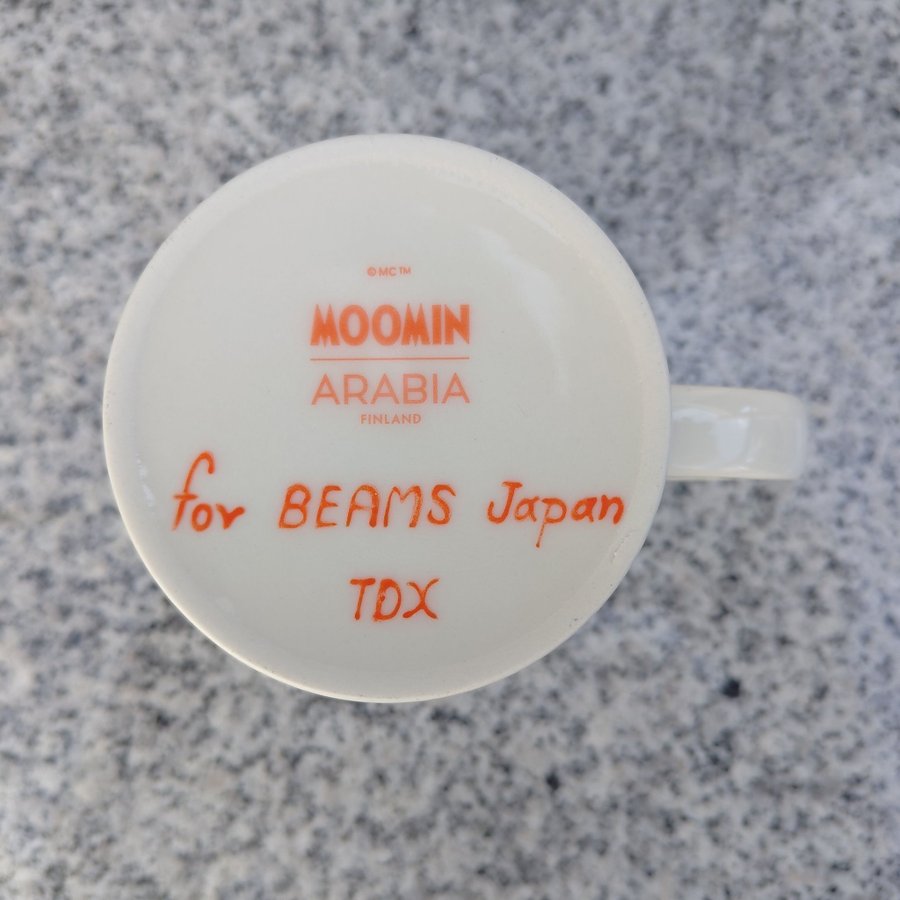 © MC™
MOOMIN
ARABIA
FINLAND
for BEAMS Japan
TDX